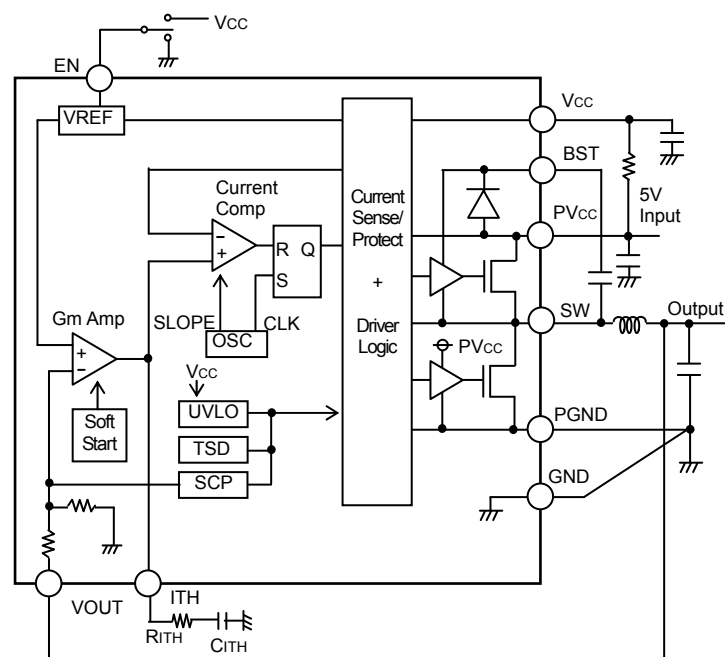 VCC
EN
VREF
VCC
BST
Current
Comp
5V
Input
Current
Sense/
Protect
+
Driver
Logic
PVCC
R Q
S
Gm Amp
SLOPE
OSC
CLK
SW
Output
+
−
+
−
VCC
PVCC
Soft
Start
UVLO
TSD
SCP
PGND
GND
VOUT
ITH
RITH
CITH